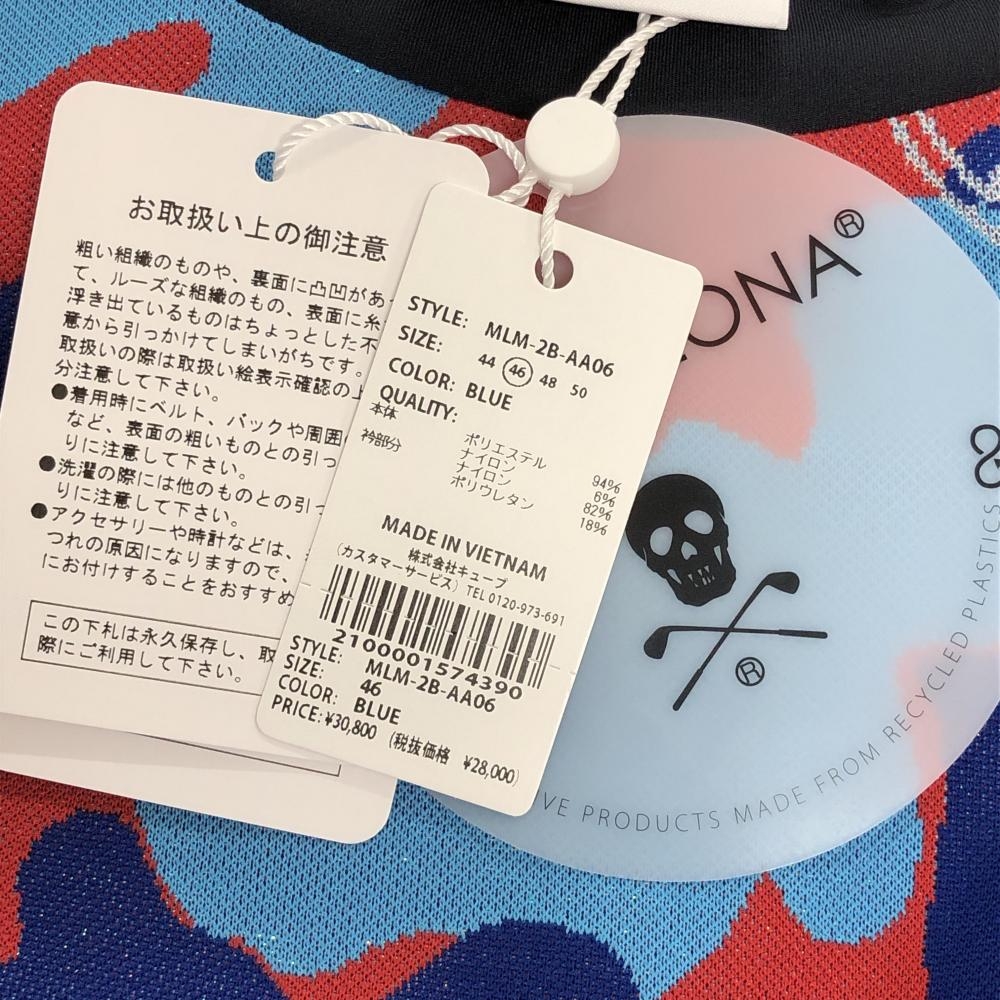 お取扱い上の御注意
粗い組織のものや、裏面に凸凹があっ
て、ルーズな組織のもの、表面に糸
浮き出ているものはちょっとした不
意から引っかけてしまいがちです。
取扱いの際は取扱い絵表示確認の上
分注意して下さい。
●着用時にベルト、バックや周囲
など、表面の粗いものとの引っ
りに注意して下さい。
●洗濯の際には他のものとの引っ
りに注意して下さい。
●アクセサリーや時計などは、
つれの原因になりますので、
にお付けすることをおすすめ
この下札は永久保存し、取
際にご利用して下さい。
STYLE: MLM-2B-AA06
SIZE: 44 46 48 50
COLOR: BLUE
QUALITY:
本体 ポリエステル 94%
ナイロン 6%
衿部分 ナイロン 82%
ポリウレタン 18%
MADE IN VIETNAM
株式会社キューブ
(カスタマーサービス) TEL0120-973-691
2100001574390
STYLE: MLM-2B-AA06
SIZE: 46
COLOR: BLUE
PRICE: ¥30,800 (税抜価格 ¥28,000)
ONA®
&
®
VE PRODUCTS MADE FROM RECYCLED PLASTICS